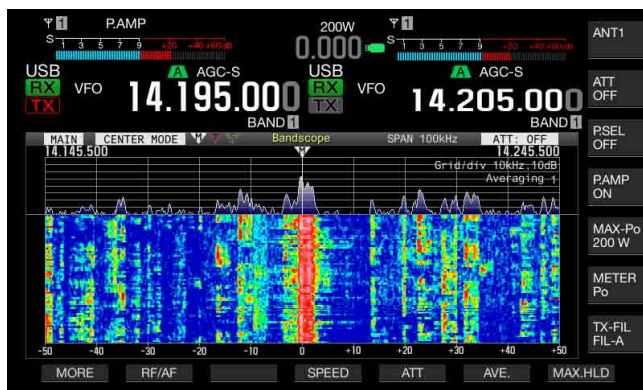 1 P.AMP
S 1 3 5 7 9 +20 +40 +60dB
200W
0.000
1
S 1 3 5 7 9 +20 +40 +60dB
USB A AGC-S
RX VFO 14.195.000
TX
BAND 1
USB A AGC-S
RX VFO 14.205.000
TX
BAND 1
MAIN CENTER MODE M T Bandscope SPAN 100kHz ATT: OFF
14.145.500 M 14.245.500
Grid/div 10kHz,10dB
Averaging 1
-50 -40 -30 -20 -10 0 +10 +20 +30 +40 +50
ANT1
ATT
OFF
P.SEL
OFF
P.AMP
ON
MAX-Po
200 W
METER
Po
TX-FIL
FIL-A
MORE RF/AF SPEED ATT AVE. MAX.HLD